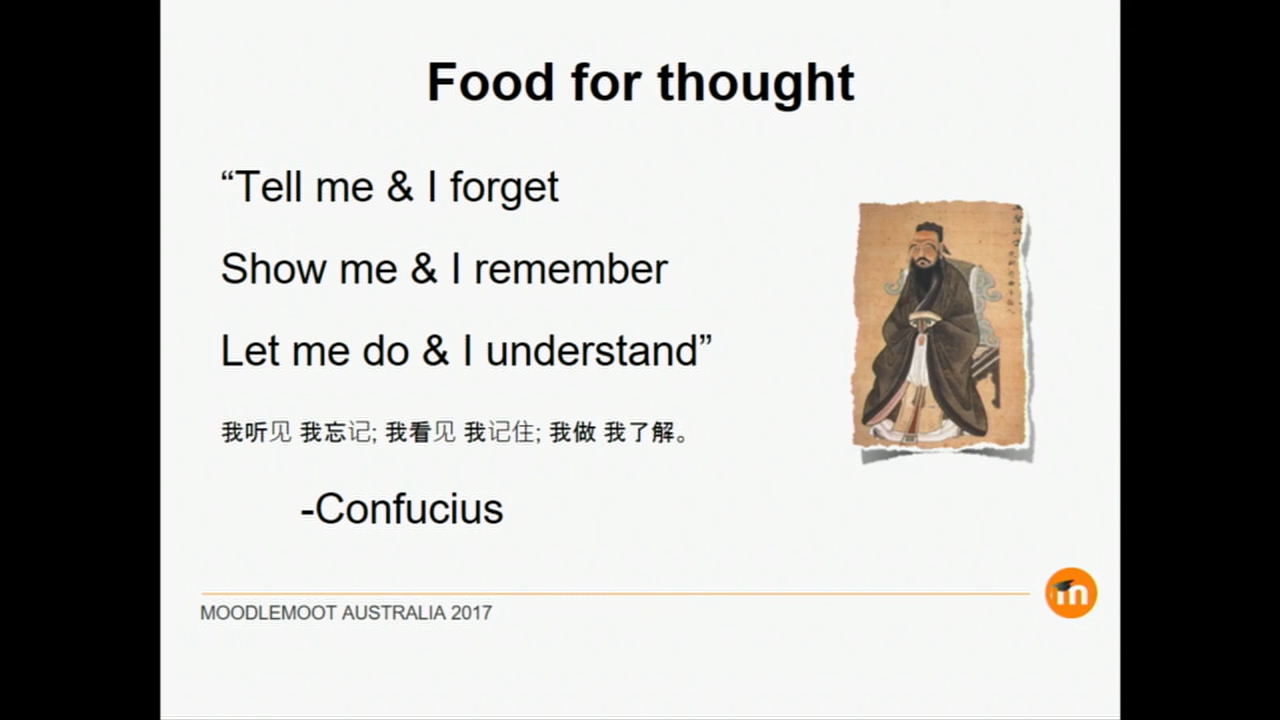 Food for thought
“Tell me & I forget
Show me & I remember
Let me do & I understand”
我听见 我忘记; 我看见 我记住; 我做 我了解。
-Confucius
MOODLEMOOT AUSTRALIA 2017
m